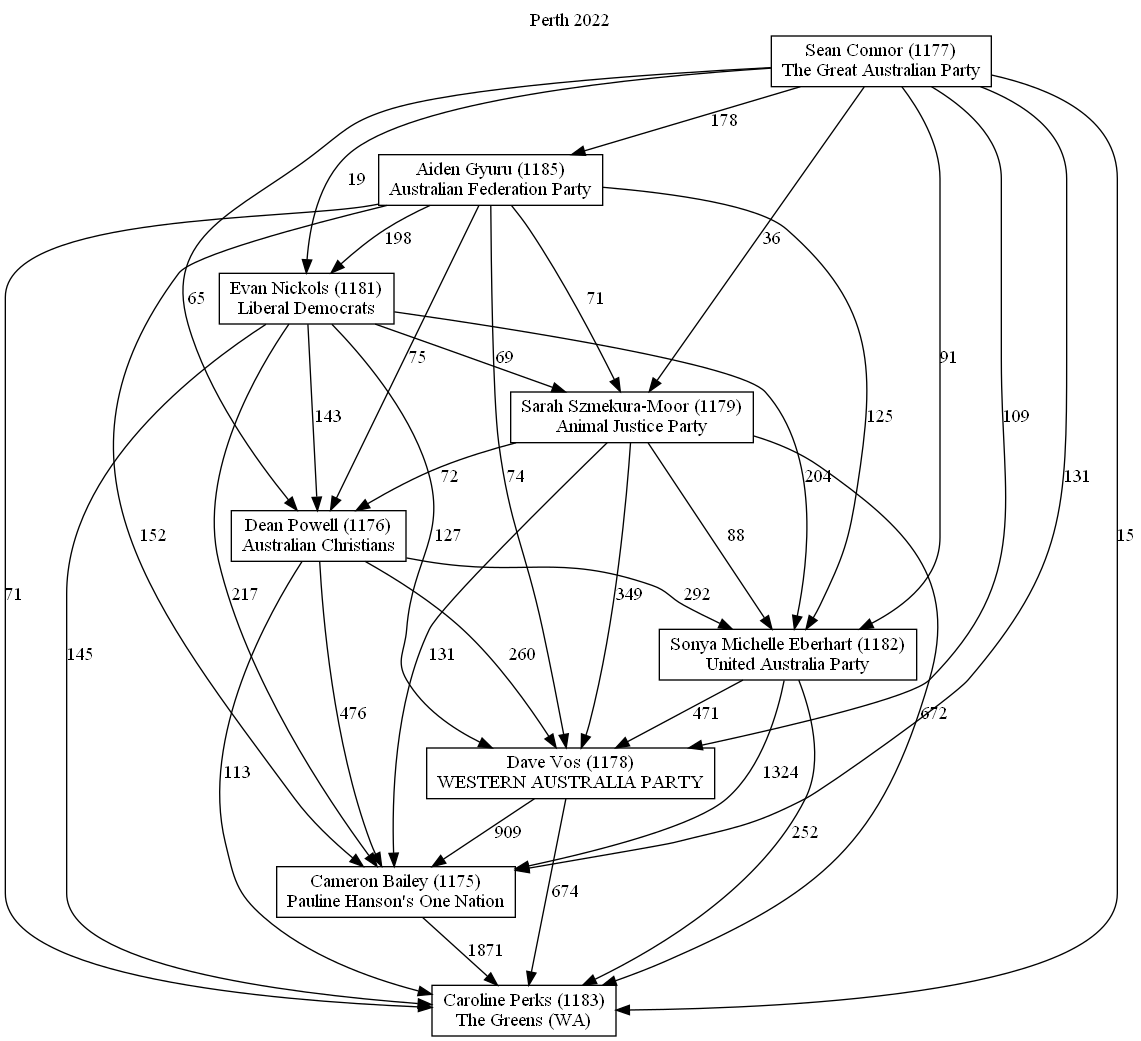 Perth 2022
Sean Connor (1177)
The Great Australian Party
178
Aiden Gyuru (1185)
Australian Federation Party
19
198
36
Evan Nickols (1181)
Liberal Democrats
65
71
75
69
91
Sarah Szmekura-Moor (1179)
Animal Justice Party
143
125
109
72
74
204
131
Dean Powell (1176)
Australian Christians
152
127
88
15
71
217
292
349
Sonya Michelle Eberhart (1182)
United Australia Party
145
131
260
476
471
672
Dave Vos (1178)
WESTERN AUSTRALIA PARTY
113
1324
909
252
Cameron Bailey (1175)
Pauline Hanson's One Nation
674
1871
Caroline Perks (1183)
The Greens (WA)